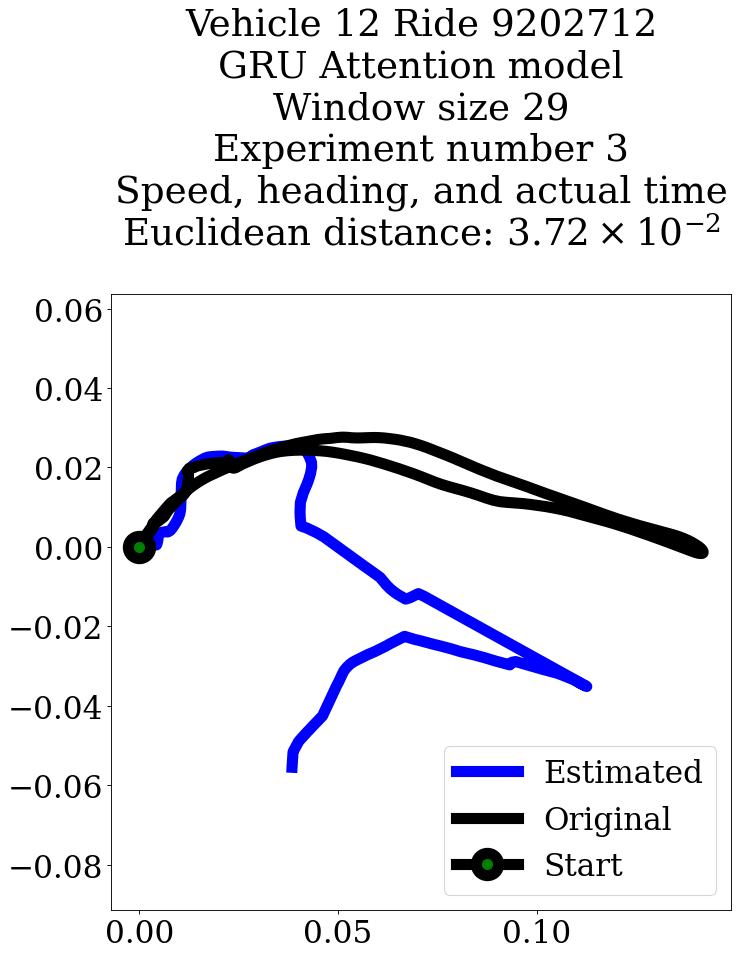 Vehicle 12 Ride 9202712
GRU Attention model
Window size 29
Experiment number 3
Speed, heading, and actual time
Euclidean distance: 3.72 × 10⁻²
0.06
0.04
0.02
0.00
−0.02
−0.04
−0.06
−0.08
Estimated
Original
Start
0.00 0.05 0.10